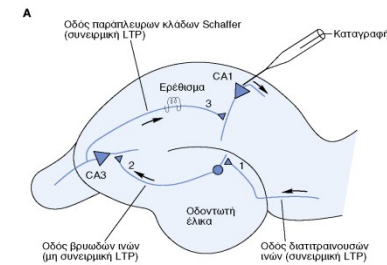 A
Οδός παράπλευρων κλάδων Schaffer
(συνειρμική LTP)
Καταγραφή
Ερέθισμα
CA1
3
CA3
2
1
Οδοντωτή
έλικα
Οδός βρυωδών ινών
(μη συνειρμική LTP)
Οδός διατιτραινουσών
ινών (συνειρμική LTP)